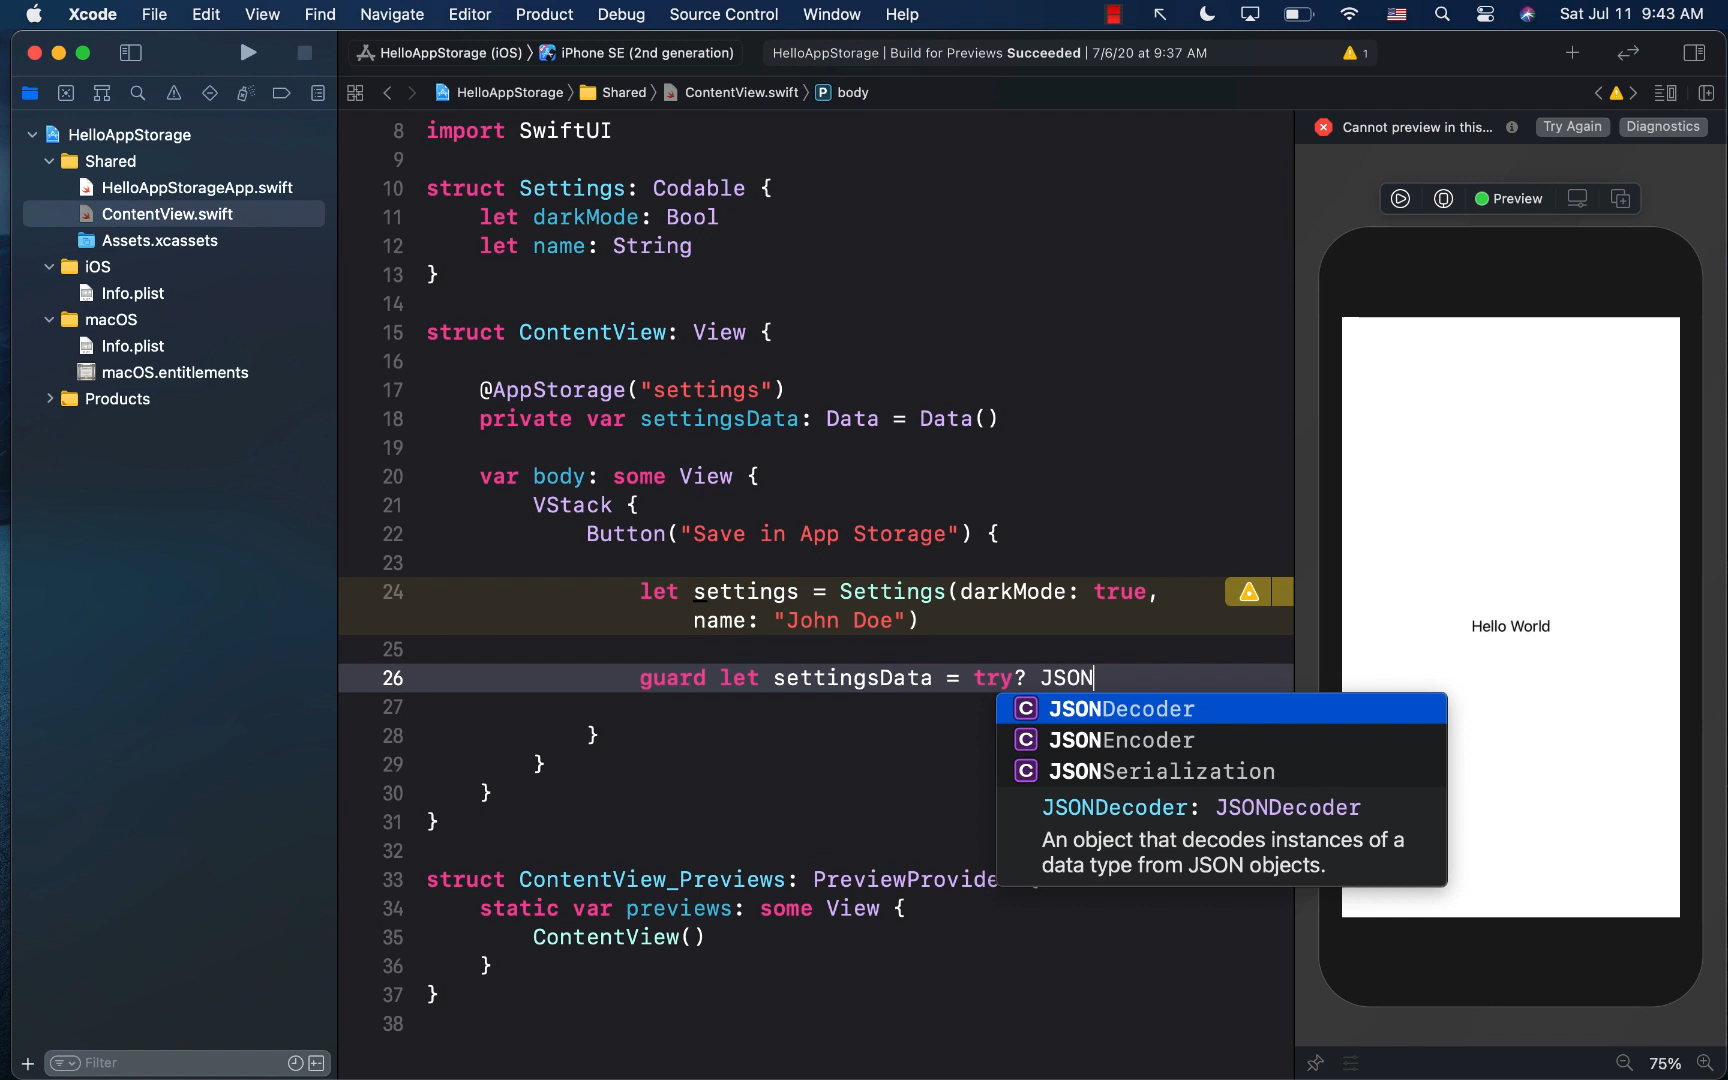 Xcode File Edit View Find Navigate Editor Product Debug Source Control Window Help Sat Jul 11 9:43 AM
HelloAppStorage (iOS) iPhone SE (2nd generation) HelloAppStorage | Build for Previews Succeeded | 7/6/20 at 9:37 AM 1
HelloAppStorage Shared ContentView.swift P body
Cannot preview in this... Try Again Diagnostics
Preview
HelloAppStorage
Shared
HelloAppStorageApp.swift
ContentView.swift
Assets.xcassets
iOS
Info.plist
macOS
Info.plist
macOS.entitlements
Products
Filter
8 import SwiftUI
9
10 struct Settings: Codable {
11 let darkMode: Bool
12 let name: String
13 }
14
15 struct ContentView: View {
16
17 @AppStorage("settings")
18 private var settingsData: Data = Data()
19
20 var body: some View {
21 VStack {
22 Button("Save in App Storage") {
23
24 let settings = Settings(darkMode: true,
name: "John Doe")
25
26 guard let settingsData = try? JSON
27
28 }
29 }
30 }
31 }
32
33 struct ContentView_Previews: PreviewProvide
34 static var previews: some View {
35 ContentView()
36 }
37 }
38
C JSONDecoder
C JSONEncoder
C JSONSerialization
JSONDecoder: JSONDecoder
An object that decodes instances of a
data type from JSON objects.
Hello World
75%